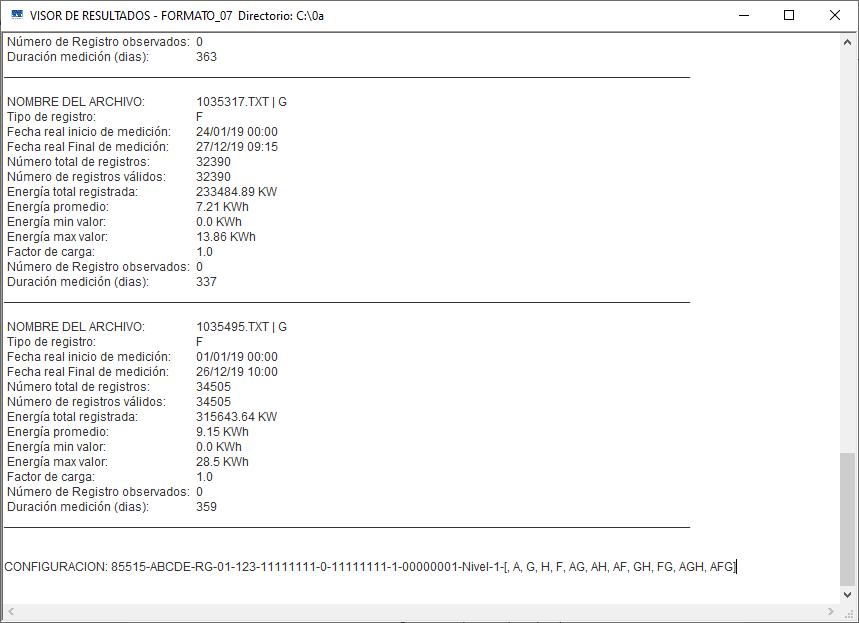 VISOR DE RESULTADOS - FORMATO_07 Directorio: C:\0a
Número de Registro observados: 0
Duración medición (dias): 363
NOMBRE DEL ARCHIVO: 1035317.TXT | G
Tipo de registro: F
Fecha real inicio de medición: 24/01/19 00:00
Fecha real Final de medición: 27/12/19 09:15
Número total de registros: 32390
Número de registros válidos: 32390
Energía total registrada: 233484.89 KW
Energía promedio: 7.21 KWh
Energía min valor: 0.0 KWh
Energía max valor: 13.86 KWh
Factor de carga: 1.0
Número de Registro observados: 0
Duración medición (dias): 337
NOMBRE DEL ARCHIVO: 1035495.TXT | G
Tipo de registro: F
Fecha real inicio de medición: 01/01/19 00:00
Fecha real Final de medición: 26/12/19 10:00
Número total de registros: 34505
Número de registros válidos: 34505
Energía total registrada: 315643.64 KW
Energía promedio: 9.15 KWh
Energía min valor: 0.0 KWh
Energía max valor: 28.5 KWh
Factor de carga: 1.0
Número de Registro observados: 0
Duración medición (dias): 359
CONFIGURACION: 85515-ABCDE-RG-01-123-11111111-0-11111111-1-00000001-Nivel-1-[, A, G, H, F, AG, AH, AF, GH, FG, AGH, AFG]